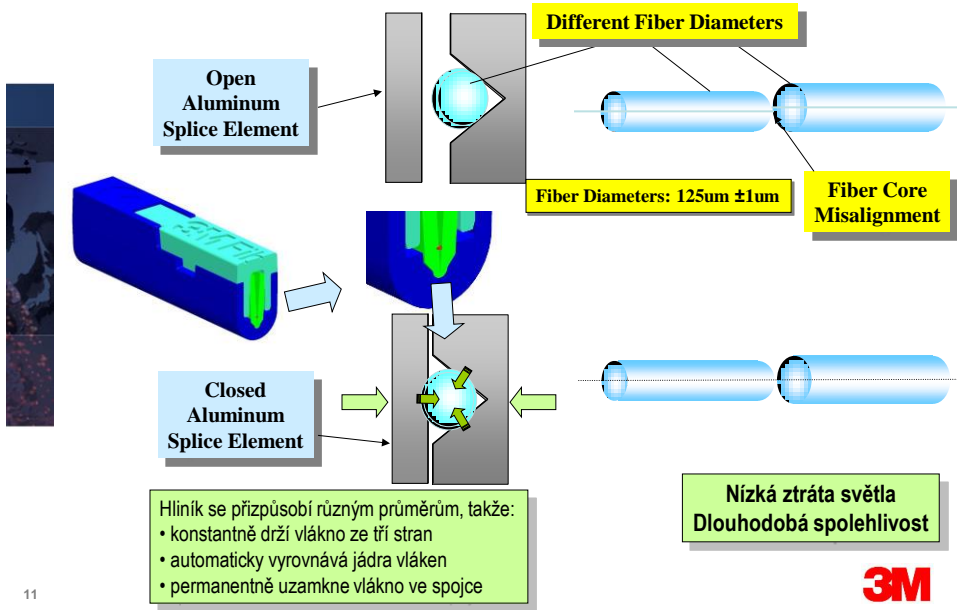 Different Fiber Diameters
Open
Aluminum
Splice Element
Fiber Diameters: 125um ±1um
Fiber Core
Misalignment
3M FIH
Closed
Aluminum
Splice Element
Hliník se přizpůsobí různým průměrům, takže:
• konstantně drží vlákno ze tří stran
• automaticky vyrovnává jádra vláken
• permanentně uzamkne vlákno ve spojce
Nízká ztráta světla
Dlouhodobá spolehlivost
11
3M